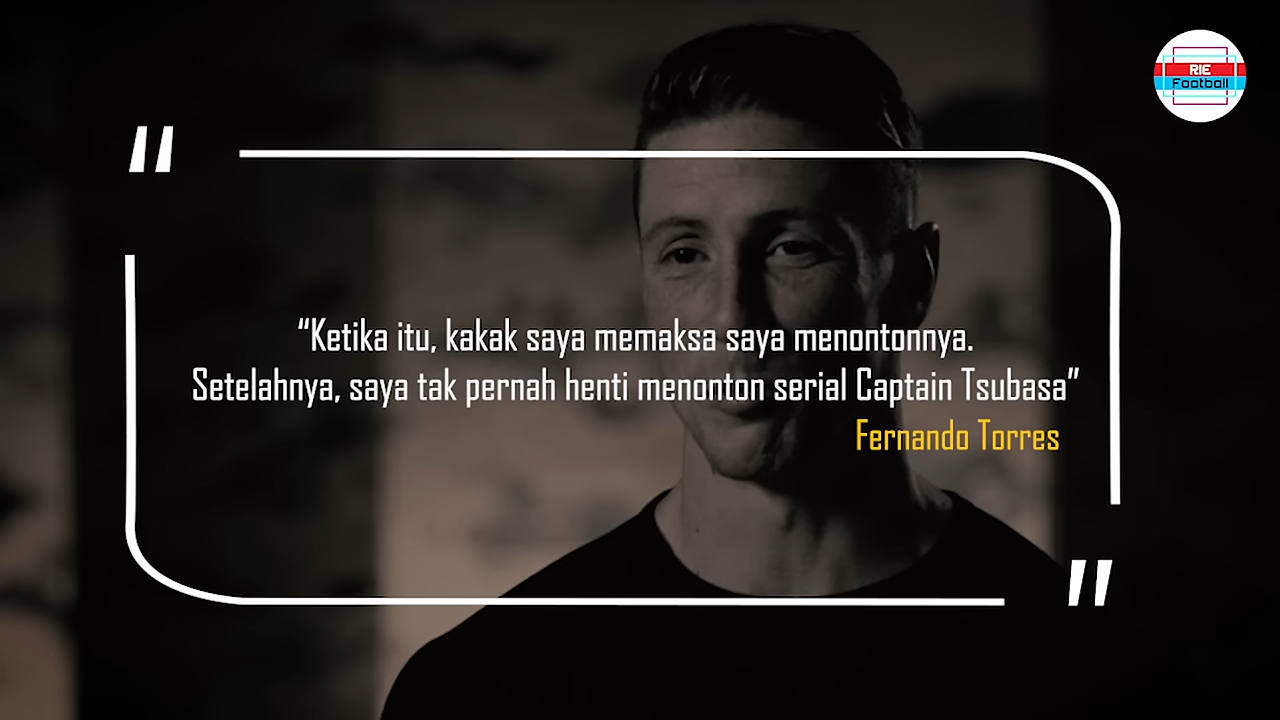 RIE
Football
“Ketika itu, kakak saya memaksa saya menontonnya.
Setelahnya, saya tak pernah henti menonton serial Captain Tsubasa”
Fernando Torres